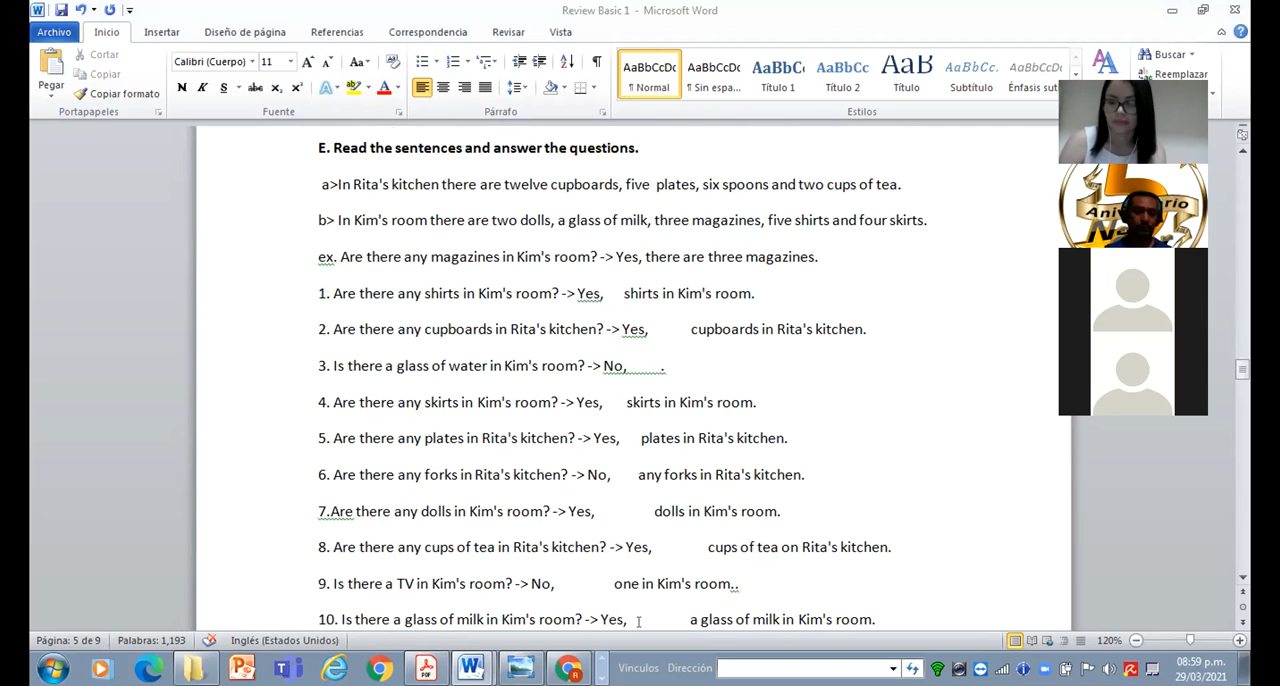 Review Basic 1 - Microsoft Word
Archivo Inicio Insertar Diseño de página Referencias Correspondencia Revisar Vista
Pegar
Cortar
Copiar
Copiar formato
Portapapeles
Calibri (Cuerpo) 11
Fuente
Párrafo
AaBbCcDc AaBbCcDc AaBbC AaBbCc AaB AaBbCc. AaBbCcDc
¶ Normal ¶ Sin espa... Título 1 Título 2 Título Subtítulo Énfasis sut
Estilos
Buscar
Reemplazar
Aniversario
E. Read the sentences and answer the questions.
a>In Rita's kitchen there are twelve cupboards, five plates, six spoons and two cups of tea.
b> In Kim's room there are two dolls, a glass of milk, three magazines, five shirts and four skirts.
ex. Are there any magazines in Kim's room? -> Yes, there are three magazines.
1. Are there any shirts in Kim's room? -> Yes, shirts in Kim's room.
2. Are there any cupboards in Rita's kitchen? -> Yes, cupboards in Rita's kitchen.
3. Is there a glass of water in Kim's room? -> No, .
4. Are there any skirts in Kim's room? -> Yes, skirts in Kim's room.
5. Are there any plates in Rita's kitchen? -> Yes, plates in Rita's kitchen.
6. Are there any forks in Rita's kitchen? -> No, any forks in Rita's kitchen.
7.Are there any dolls in Kim's room? -> Yes, dolls in Kim's room.
8. Are there any cups of tea in Rita's kitchen? -> Yes, cups of tea on Rita's kitchen.
9. Is there a TV in Kim's room? -> No, one in Kim's room..
10. Is there a glass of milk in Kim's room? -> Yes, a glass of milk in Kim's room.
Página: 5 de 9 Palabras: 1,193 Inglés (Estados Unidos) 120%
Vínculos Dirección
08:59 p.m.
29/03/2021